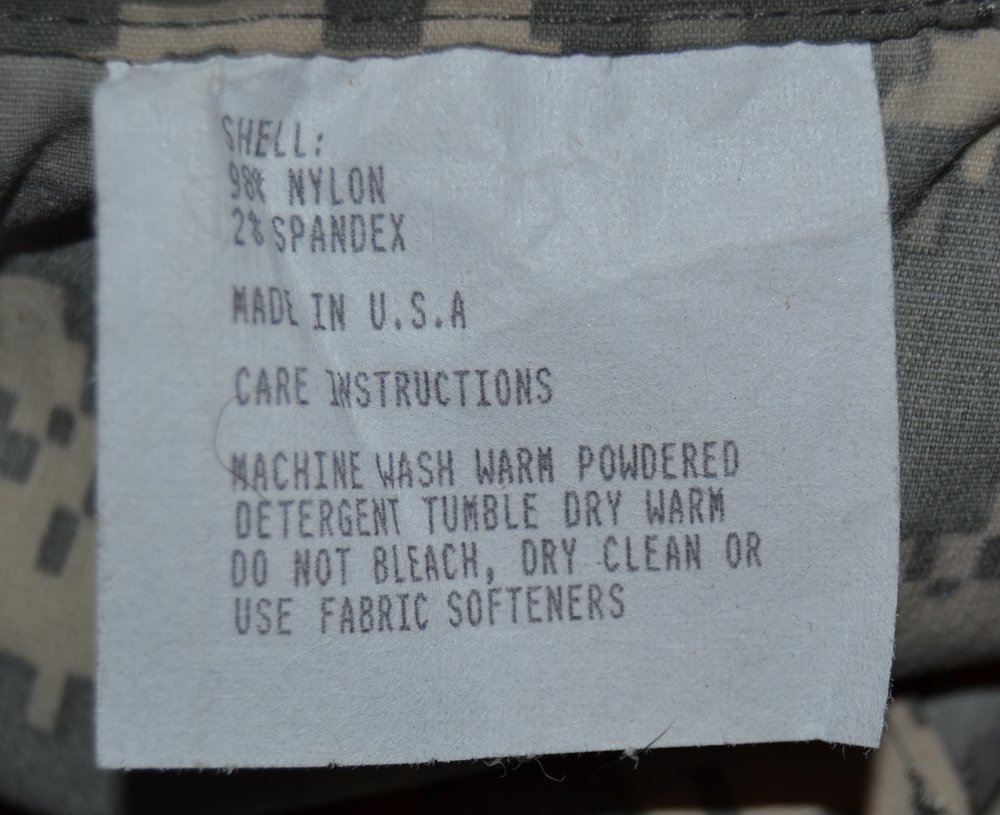 SHELL:
98% NYLON
2% SPANDEX
MADE IN U.S.A
CARE INSTRUCTIONS
MACHINE WASH WARM POWDERED
DETERGENT TUMBLE DRY WARM
DO NOT BLEACH, DRY CLEAN OR
USE FABRIC SOFTENERS